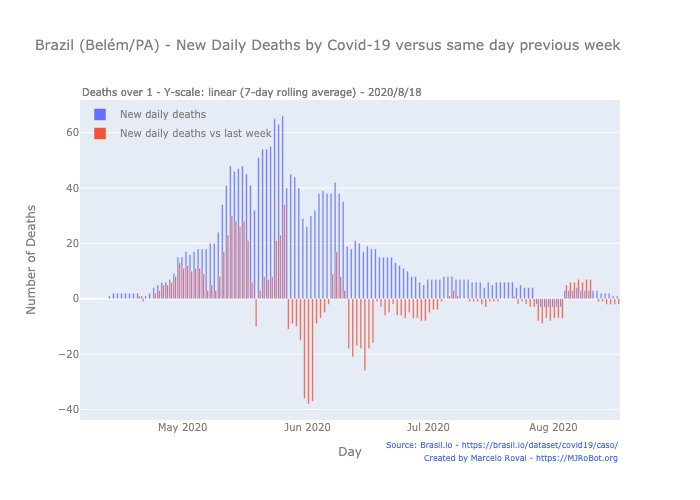 Brazil (Belém/PA) - New Daily Deaths by Covid-19 versus same day previous week
Deaths over 1 - Y-scale: linear (7-day rolling average) - 2020/8/18
New daily deaths
New daily deaths vs last week
60
40
20
0
−20
−40
Number of Deaths
May 2020
Jun 2020
Jul 2020
Aug 2020
Day
Source: Brasil.io - https://brasil.io/dataset/covid19/caso/
Created by Marcelo Rovai - https://MJRoBot.org